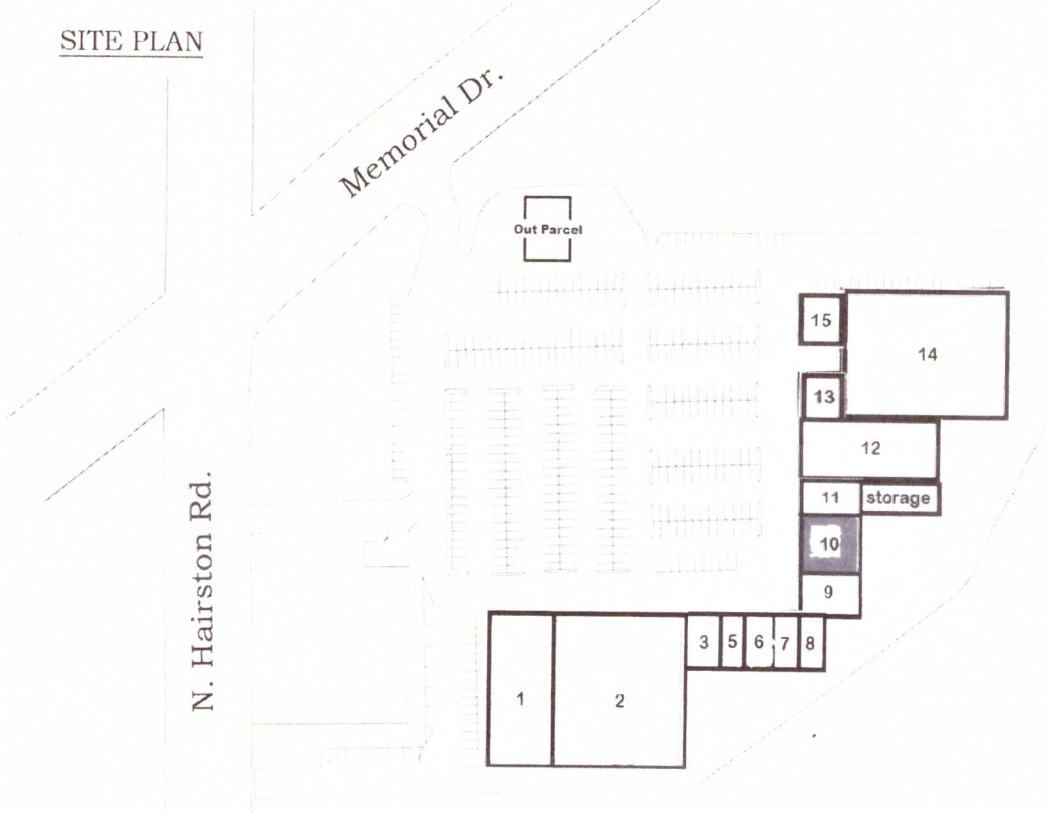 SITE PLAN
Memorial Dr.
Out Parcel
15
14
13
12
11
storage
10
9
N. Hairston Rd.
3
5
6
7
8
1
2